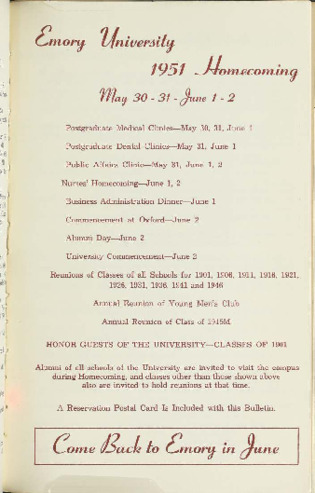 Emory University
1951 Homecoming
May 30 - 31 - June 1 - 2
Postgraduate Medical Clinics—May 30, 31, June 1
Postgraduate Dental Clinics—May 31, June 1
Public Affairs Clinic—May 31, June 1, 2
Nurses' Homecoming—June 1, 2
Business Administration Dinner—June 1
Commencement at Oxford—June 2
Alumni Day—June 2
University Commencement—June
Reunions of Classes of all Schools for 1901, 1906, 1911, 1916, 1921,
1926, 1931, 1936, 1941 and 1946
Annual Reunion of Young Men's Club
Annual Reunion of Class of
HONOR GUESTS OF THE UNIVERSITY—CLASSES OF
Alumni of all schools of the University are invited to visit the campus
during Homecoming, and classes other than those shown above
also are invited to hold reunions at that time.
A Reservation Postal Card Is Included with this Bulletin.
Come Back to Emory in June